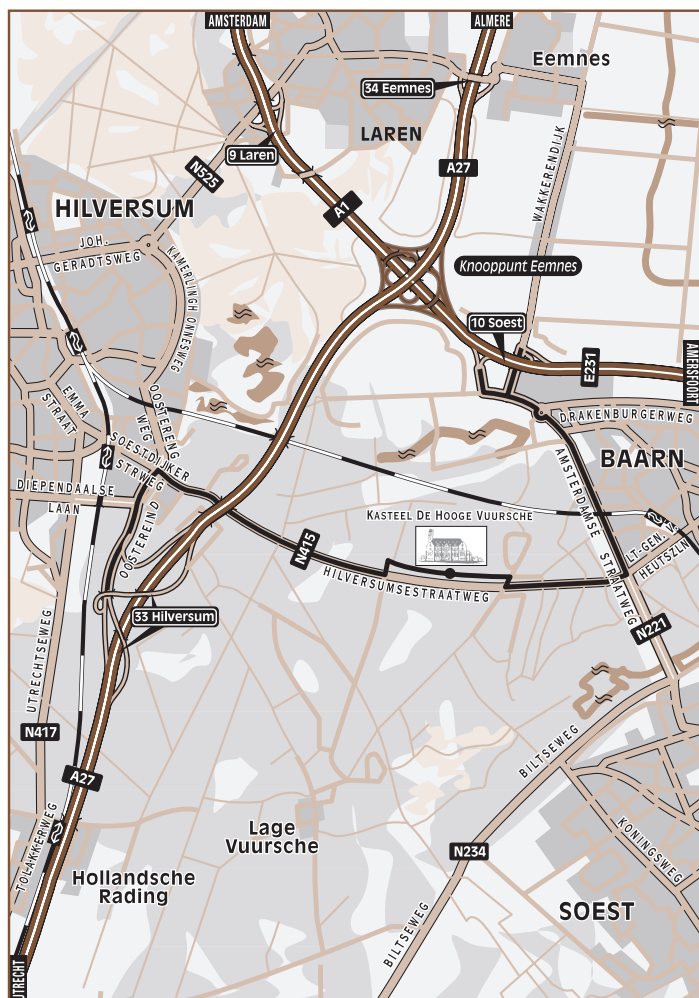 AMSTERDAM
ALMERE
Eemnes
34 Eemnes
LAREN
9 Laren
N525
A27
WAKKERENDIJK
A1
HILVERSUM
JOH.
GERADTSWEG
KAMERLINGH ONNESWEG
Knooppunt Eemnes
10 Soest
E231
AMERSFORT
EMMA
STRAAT
OOSTERENG
WEG
SOESTDIJKER
STRWEG
DRAKENBURGERWEG
BAARN
AMSTERDAMSE STRAATWEG
DIEPENDAALSE
LAAN
OOSTEREIND
KASTEEL DE HOOGE VUURSCHE
N415
HILVERSUMSESTRAATWEG
LT-GEN.
HEUTSZLN
N221
33 Hilversum
UTRECHTSEWEG
N417
A27
BILTSEWEG
TOLAKKERWEG
Lage
Vuursche
N234
KONINGSWEG
Hollandsche
Rading
SOEST
BILTSEWEG
UTRECHT